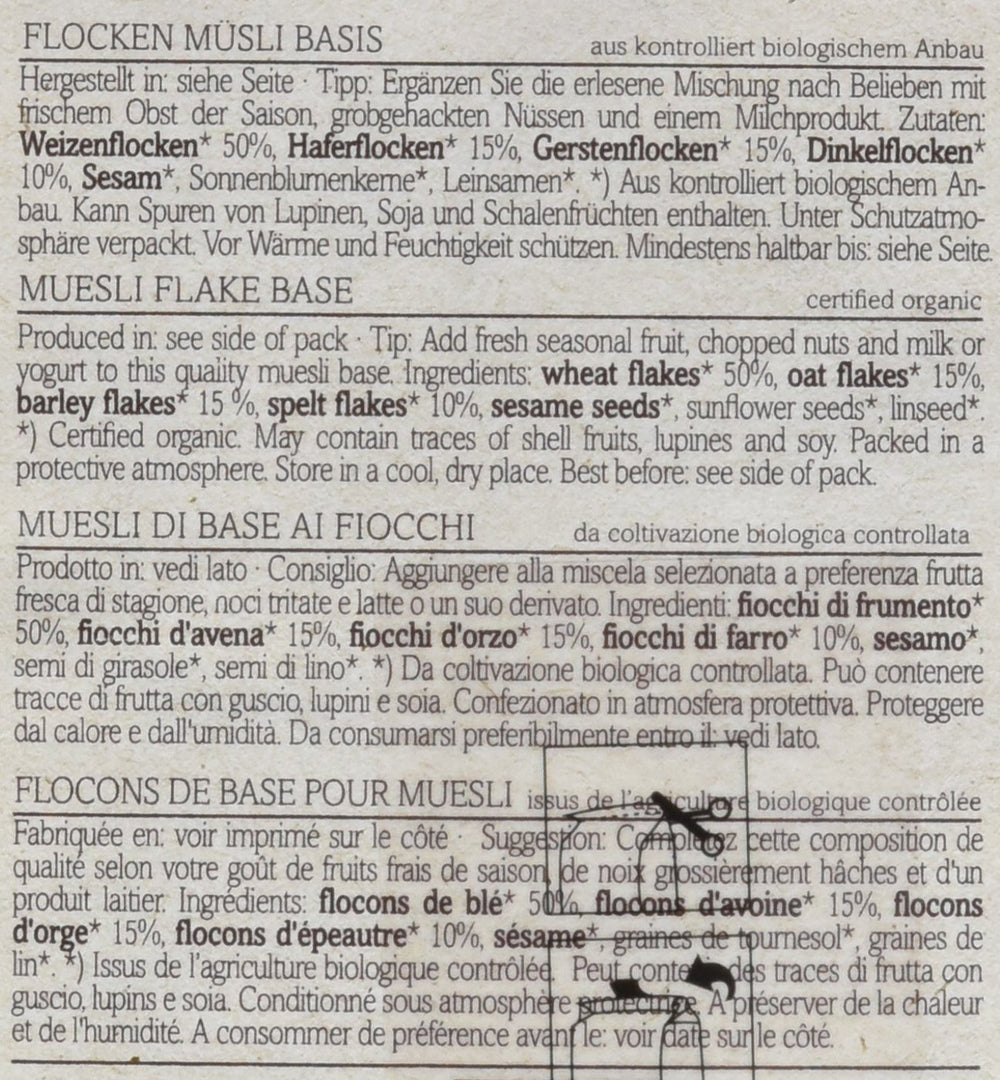 FLOCKEN MÜSLI BASIS aus kontrolliert biologischem Anbau
Hergestellt in: siehe Seite · Tipp: Ergänzen Sie die erlesene Mischung nach Belieben mit
frischem Obst der Saison, grobgehackten Nüssen und einem Milchprodukt. Zutaten:
Weizenflocken* 50%, Haferflocken* 15%, Gerstenflocken* 15%, Dinkelflocken*
10%, Sesam*, Sonnenblumenkerne*, Leinsamen*. *) Aus kontrolliert biologischem An-
bau. Kann Spuren von Lupinen, Soja und Schalenfrüchten enthalten. Unter Schutzatmo-
sphäre verpackt. Vor Wärme und Feuchtigkeit schützen. Mindestens haltbar bis: siehe Seite.
MUESLI FLAKE BASE certified organic
Produced in: see side of pack · Tip: Add fresh seasonal fruit, chopped nuts and milk or
yogurt to this quality muesli base. Ingredients: wheat flakes* 50%, oat flakes* 15%,
barley flakes* 15 %, spelt flakes* 10%, sesame seeds*, sunflower seeds*, linseed*.
*) Certified organic. May contain traces of shell fruits, lupines and soy. Packed in a
protective atmosphere. Store in a cool, dry place. Best before: see side of pack.
MUESLI DI BASE AI FIOCCHI da coltivazione biologica controllata
Prodotto in: vedi lato · Consiglio: Aggiungere alla miscela selezionata a preferenza frutta
fresca di stagione, noci tritate e latte o un suo derivato. Ingredienti: fiocchi di frumento*
50%, fiocchi d'avena* 15%, fiocchi d'orzo* 15%, fiocchi di farro* 10%, sesamo*,
semi di girasole*, semi di lino*. *) Da coltivazione biologica controllata. Può contenere
tracce di frutta con guscio, lupini e soia. Confezionato in atmosfera protettiva. Proteggere
dal calore e dall'umidità. Da consumarsi preferibilmente entro il: vedi lato.
FLOCONS DE BASE POUR MUESLI issus de l'agriculture biologique contrôlée
Fabriquée en: voir imprimé sur le côté · Suggestion: Complétez cette composition de
qualité selon votre goût de fruits frais de saison, de noix grossièrement hâches et d'un
produit laitier. Ingrédients: flocons de blé* 50%, flocons d'avoine* 15%, flocons
d'orge* 15%, flocons d'épeautre* 10%, sésame*, graines de tournesol*, graines de
lin*. *) Issus de l'agriculture biologique contrôlée. Peut contenir des traces di frutta con
guscio, lupins e soia. Conditionné sous atmosphère protectrice. A préserver de la chaleur
et de l'humidité. A consommer de préférence avant le: voir date sur le côté.